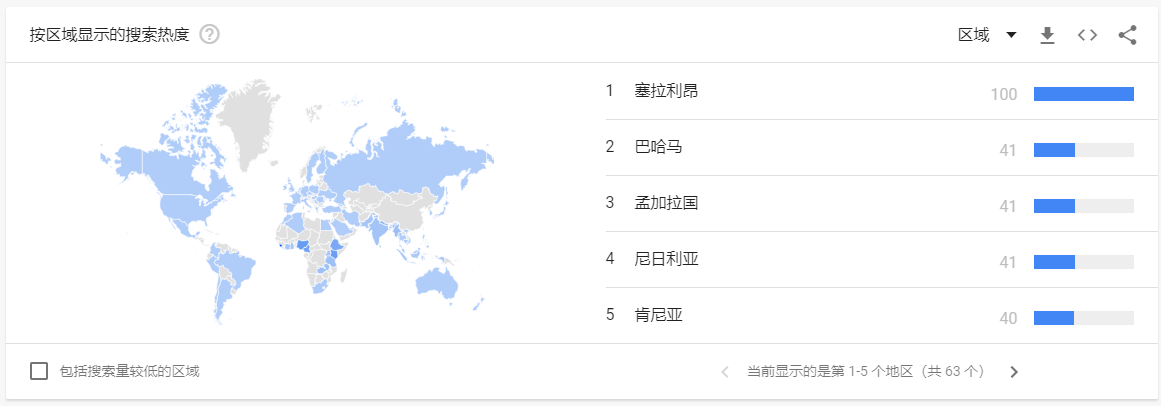 按区域显示的搜索热度 ?
区域
1 塞拉利昂 100
2 巴哈马 41
3 孟加拉国 41
4 尼日利亚 41
5 肯尼亚 40
包括搜索量较低的区域
当前显示的是第 1-5 个地区（共 63 个）